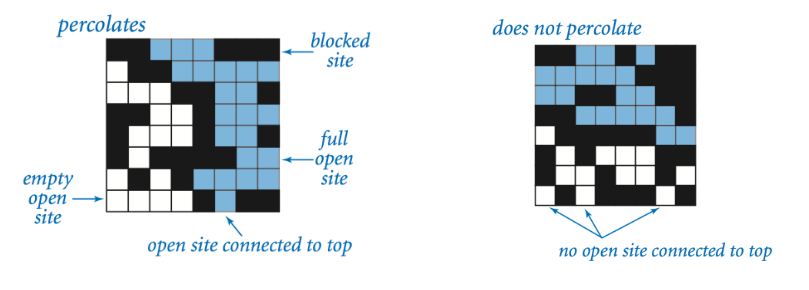 percolates
blocked
site
full
open
site
empty
open
site
open site connected to top
does not percolate
no open site connected to top